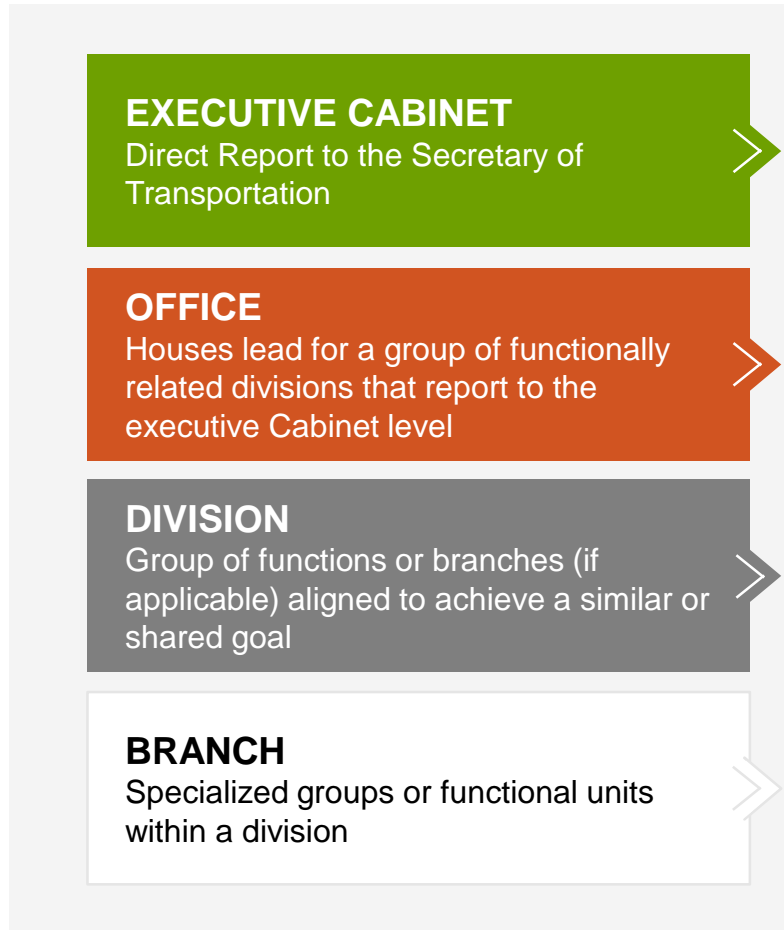 EXECUTIVE CABINET
Direct Report to the Secretary of
Transportation
OFFICE
Houses lead for a group of functionally
related divisions that report to the
executive Cabinet level
DIVISION
Group of functions or branches (if
applicable) aligned to achieve a similar or
shared goal
BRANCH
Specialized groups or functional units
within a division